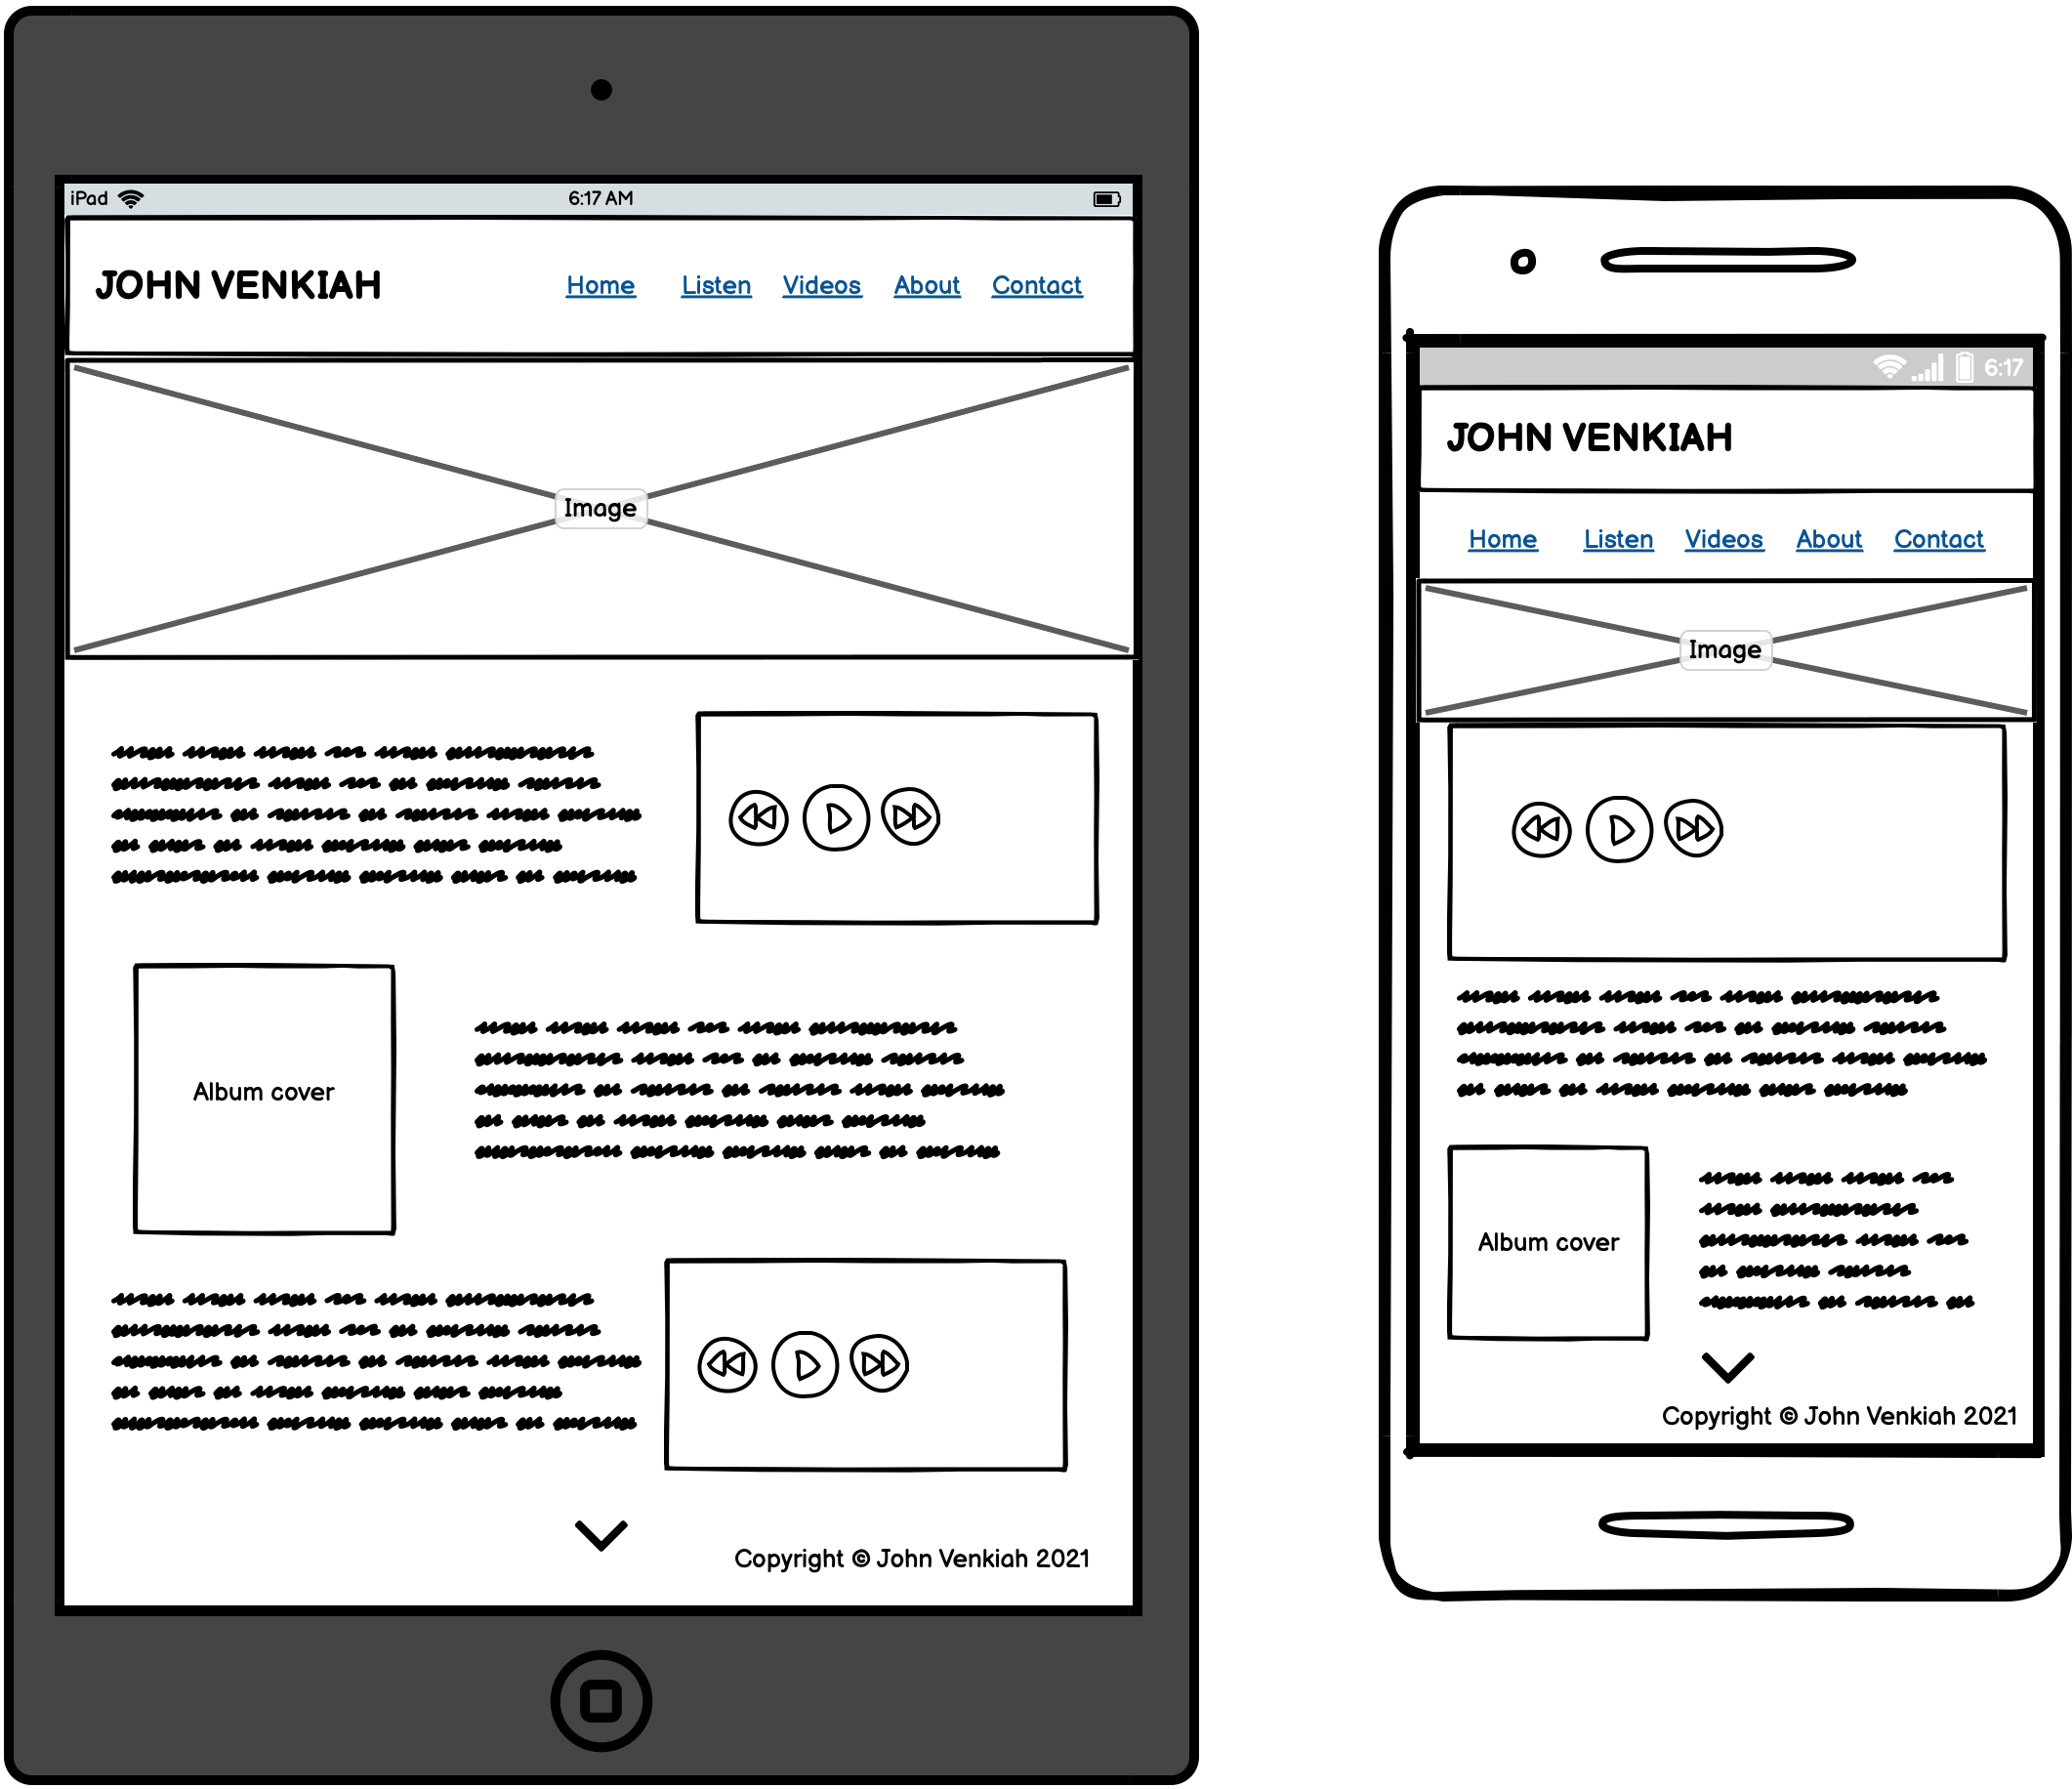 iPad 6:17 AM
JOHN VENKIAH Home Listen Videos About Contact
Image
Album cover
Copyright © John Venkiah 2021
6:17
JOHN VENKIAH
Home Listen Videos About Contact
Image
Album cover
Copyright © John Venkiah 2021